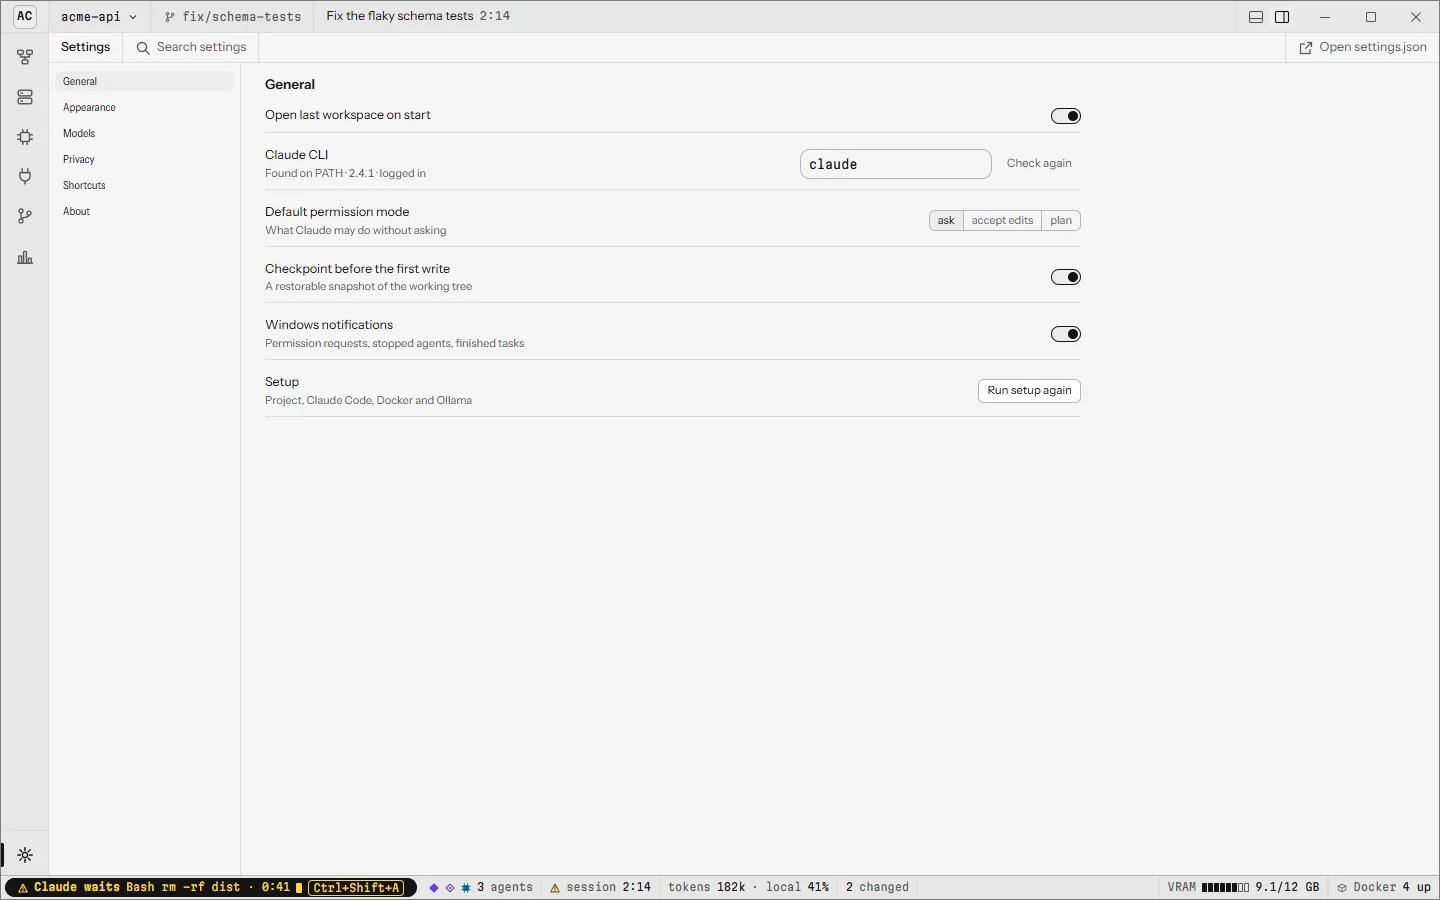 AC acme-api fix/schema-tests Fix the flaky schema tests 2:14
Settings Search settings Open settings.json
General
Appearance
Models
Privacy
Shortcuts
About
General
Open last workspace on start
Claude CLI
Found on PATH · 2.4.1 · logged in
claude Check again
Default permission mode
What Claude may do without asking
ask accept edits plan
Checkpoint before the first write
A restorable snapshot of the working tree
Windows notifications
Permission requests, stopped agents, finished tasks
Setup
Project, Claude Code, Docker and Ollama
Run setup again
Claude waits Bash rm -rf dist · 0:41 Ctrl+Shift+A 3 agents session 2:14 tokens 182k · local 41% 2 changed VRAM 9.1/12 GB Docker 4 up